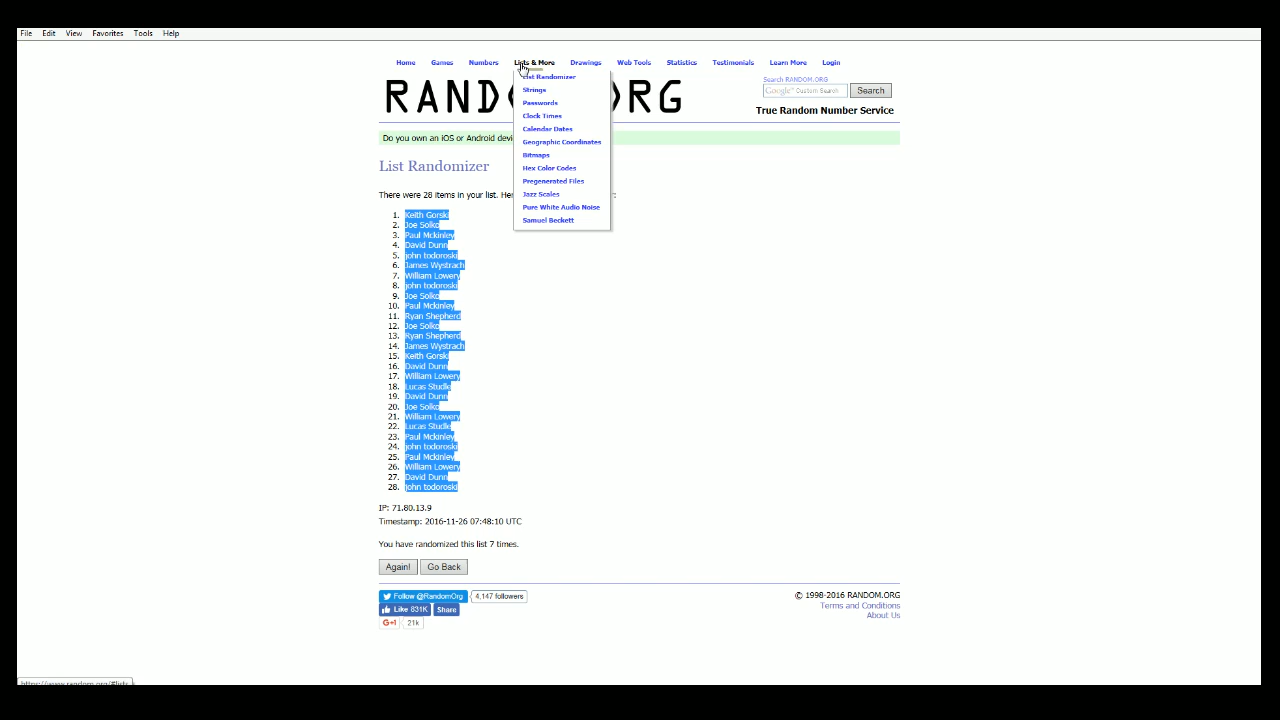 File Edit View Favorites Tools Help
Home Games Numbers Lists & More Drawings Web Tools Statistics Testimonials Learn More Login
List Randomizer
Strings
Passwords
Clock Times
Calendar Dates
Geographic Coordinates
Bitmaps
Hex Color Codes
Pregenerated Files
Jazz Scales
Pure White Audio Noise
Samuel Beckett
Search RANDOM.ORG
Google™ Custom Search Search
True Random Number Service
Do you own an iOS or Android
List Randomizer
There were 28 items in your list.
1. Keith Gorski
2. Joe Solko
3. Paul Mckinley
4. David Dunn
5. john todoroski
6. James Wystrach
7. William Lowery
8. john todoroski
9. Joe Solko
10. Paul Mckinley
11. Ryan Shepherd
12. Joe Solko
13. Ryan Shepherd
14. James Wystrach
15. Keith Gorski
16. David Dunn
17. William Lowery
18. Lucas Studle
19. David Dunn
20. Joe Solko
21. William Lowery
22. Lucas Studle
23. Paul Mckinley
24. john todoroski
25. Paul Mckinley
26. William Lowery
27. David Dunn
28. john todoroski
IP: 71.80.13.9
Timestamp: 2016-11-26 07:48:10 UTC
You have randomized this list 7 times.
Again! Go Back
Follow @RandomOrg 4,147 followers
Like 831K Share
G+1 21k
© 1998-2016 RANDOM.ORG
Terms and Conditions
About Us
https://www.random.org/#lists